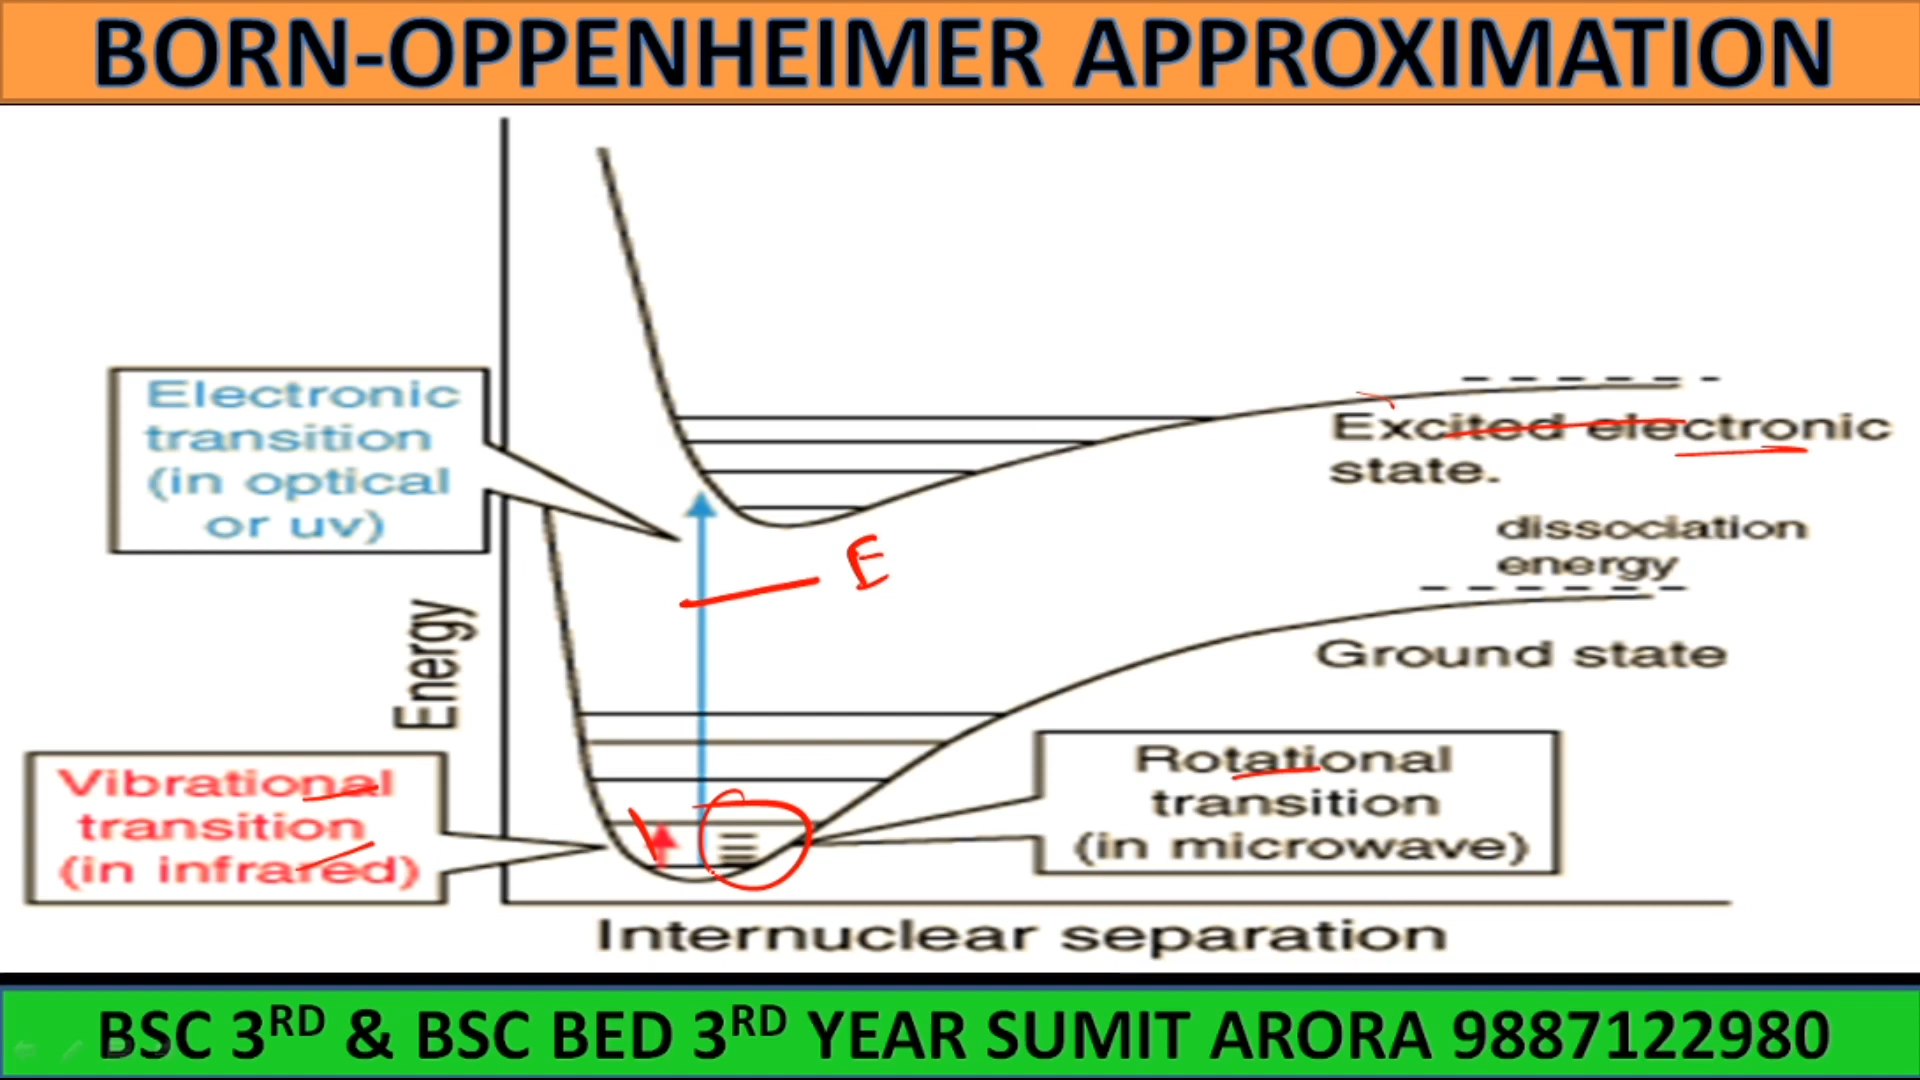 BORN-OPPENHEIMER APPROXIMATION
Electronic
transition
(in optical
or uv)
Excited electronic
state.
dissociation
energy
E
Energy
Ground state
Vibrational
transition
(in infrared)
Rotational
transition
(in microwave)
Internuclear separation
BSC 3RD & BSC BED 3RD YEAR SUMIT ARORA 9887122980